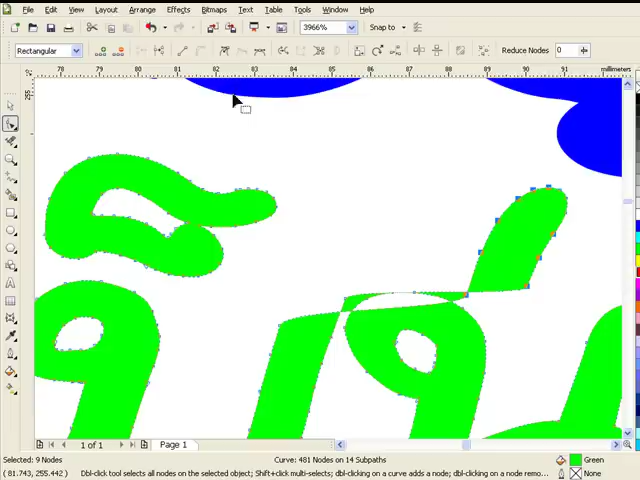 File Edit View Layout Arrange Effects Bitmaps Text Table Tools Window Help
3966% Snap to
Rectangular Reduce Nodes 0
78 79 80 81 82 83 84 85 86 87 88 89 90 91 millimeters
255
1 of 1 Page 1
Selected: 9 Nodes Curve: 481 Nodes on 14 Subpaths Green
( 81.743, 255.442 ) Dbl-click tool selects all nodes on the selected object; Shift+click multi-selects; dbl-clicking on a curve adds a node; dbl-clicking on a node remo... None